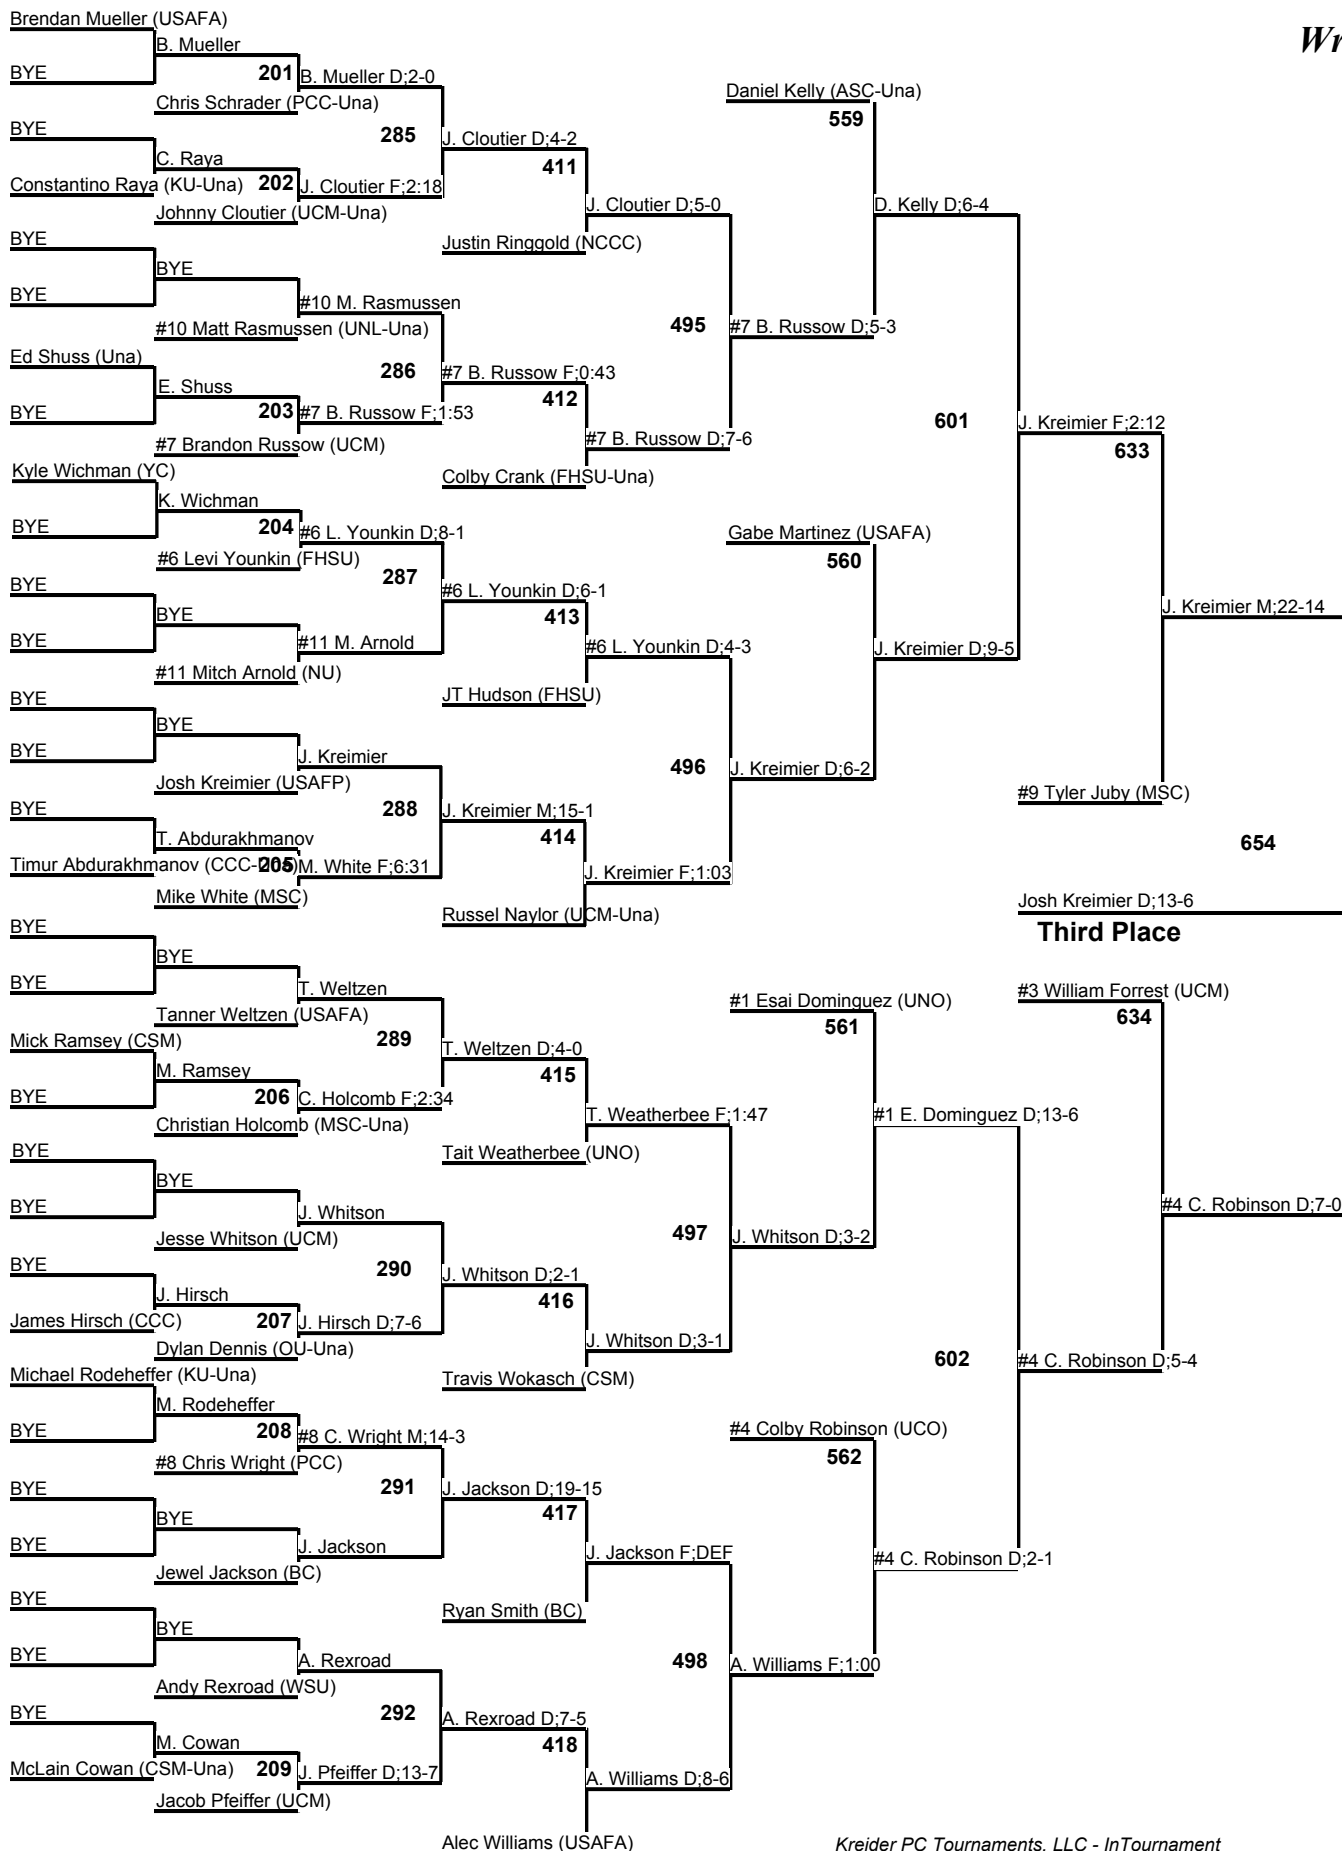 Brendan Mueller (USAFA)
Wr
B. Mueller
BYE
201
B. Mueller D;2-0
Daniel Kelly (ASC-Una)
Chris Schrader (PCC-Una)
559
BYE
285
J. Cloutier D;4-2
C. Raya
411
Constantino Raya (KU-Una)
202
J. Cloutier F;2:18
J. Cloutier D;5-0
D. Kelly D;6-4
Johnny Cloutier (UCM-Una)
BYE
Justin Ringgold (NCCC)
BYE
BYE
#10 M. Rasmussen
#10 Matt Rasmussen (UNL-Una)
495
#7 B. Russow D;5-3
Ed Shuss (Una)
286
#7 B. Russow F;0:43
E. Shuss
412
BYE
203
#7 B. Russow F;1:53
601
J. Kreimier F;2:12
#7 Brandon Russow (UCM)
#7 B. Russow D;7-6
633
Kyle Wichman (YC)
Colby Crank (FHSU-Una)
K. Wichman
BYE
204
#6 L. Younkin D;8-1
Gabe Martinez (USAFA)
#6 Levi Younkin (FHSU)
560
287
BYE
#6 L. Younkin D;6-1
J. Kreimier M;22-14
BYE
413
BYE
#11 M. Arnold
#6 L. Younkin D;4-3
J. Kreimier D;9-5
#11 Mitch Arnold (NU)
BYE
JT Hudson (FHSU)
BYE
BYE
J. Kreimier
496
J. Kreimier D;6-2
Josh Kreimier (USAFP)
#9 Tyler Juby (MSC)
BYE
288
J. Kreimier M;15-1
T. Abdurakhmanov
414
654
Timur Abdurakhmanov (CCC-Una)
205
M. White F;6:31
J. Kreimier F;1:03
Mike White (MSC)
Josh Kreimier D;13-6
Russel Naylor (UCM-Una)
BYE
Third Place
BYE
BYE
T. Weltzen
#1 Esai Dominguez (UNO)
#3 William Forrest (UCM)
Tanner Weltzen (USAFA)
561
634
Mick Ramsey (CSM)
289
T. Weltzen D;4-0
M. Ramsey
415
BYE
206
C. Holcomb F;2:34
T. Weatherbee F;1:47
#1 E. Dominguez D;13-6
Christian Holcomb (MSC-Una)
BYE
Tait Weatherbee (UNO)
BYE
BYE
#4 C. Robinson D;7-0
J. Whitson
Jesse Whitson (UCM)
497
J. Whitson D;3-2
BYE
290
J. Whitson D;2-1
J. Hirsch
416
James Hirsch (CCC)
207
J. Hirsch D;7-6
J. Whitson D;3-1
Dylan Dennis (OU-Una)
602
#4 C. Robinson D;5-4
Michael Rodeheffer (KU-Una)
Travis Wokasch (CSM)
M. Rodeheffer
BYE
208
#8 C. Wright M;14-3
#4 Colby Robinson (UCO)
#8 Chris Wright (PCC)
562
BYE
291
J. Jackson D;19-15
BYE
417
BYE
J. Jackson
J. Jackson F;DEF
#4 C. Robinson D;2-1
Jewel Jackson (BC)
BYE
Ryan Smith (BC)
BYE
BYE
A. Rexroad
498
A. Williams F;1:00
Andy Rexroad (WSU)
BYE
292
A. Rexroad D;7-5
M. Cowan
418
McLain Cowan (CSM-Una)
209
J. Pfeiffer D;13-7
A. Williams D;8-6
Jacob Pfeiffer (UCM)
Alec Williams (USAFA)
Kreider PC Tournaments, LLC - InTournament